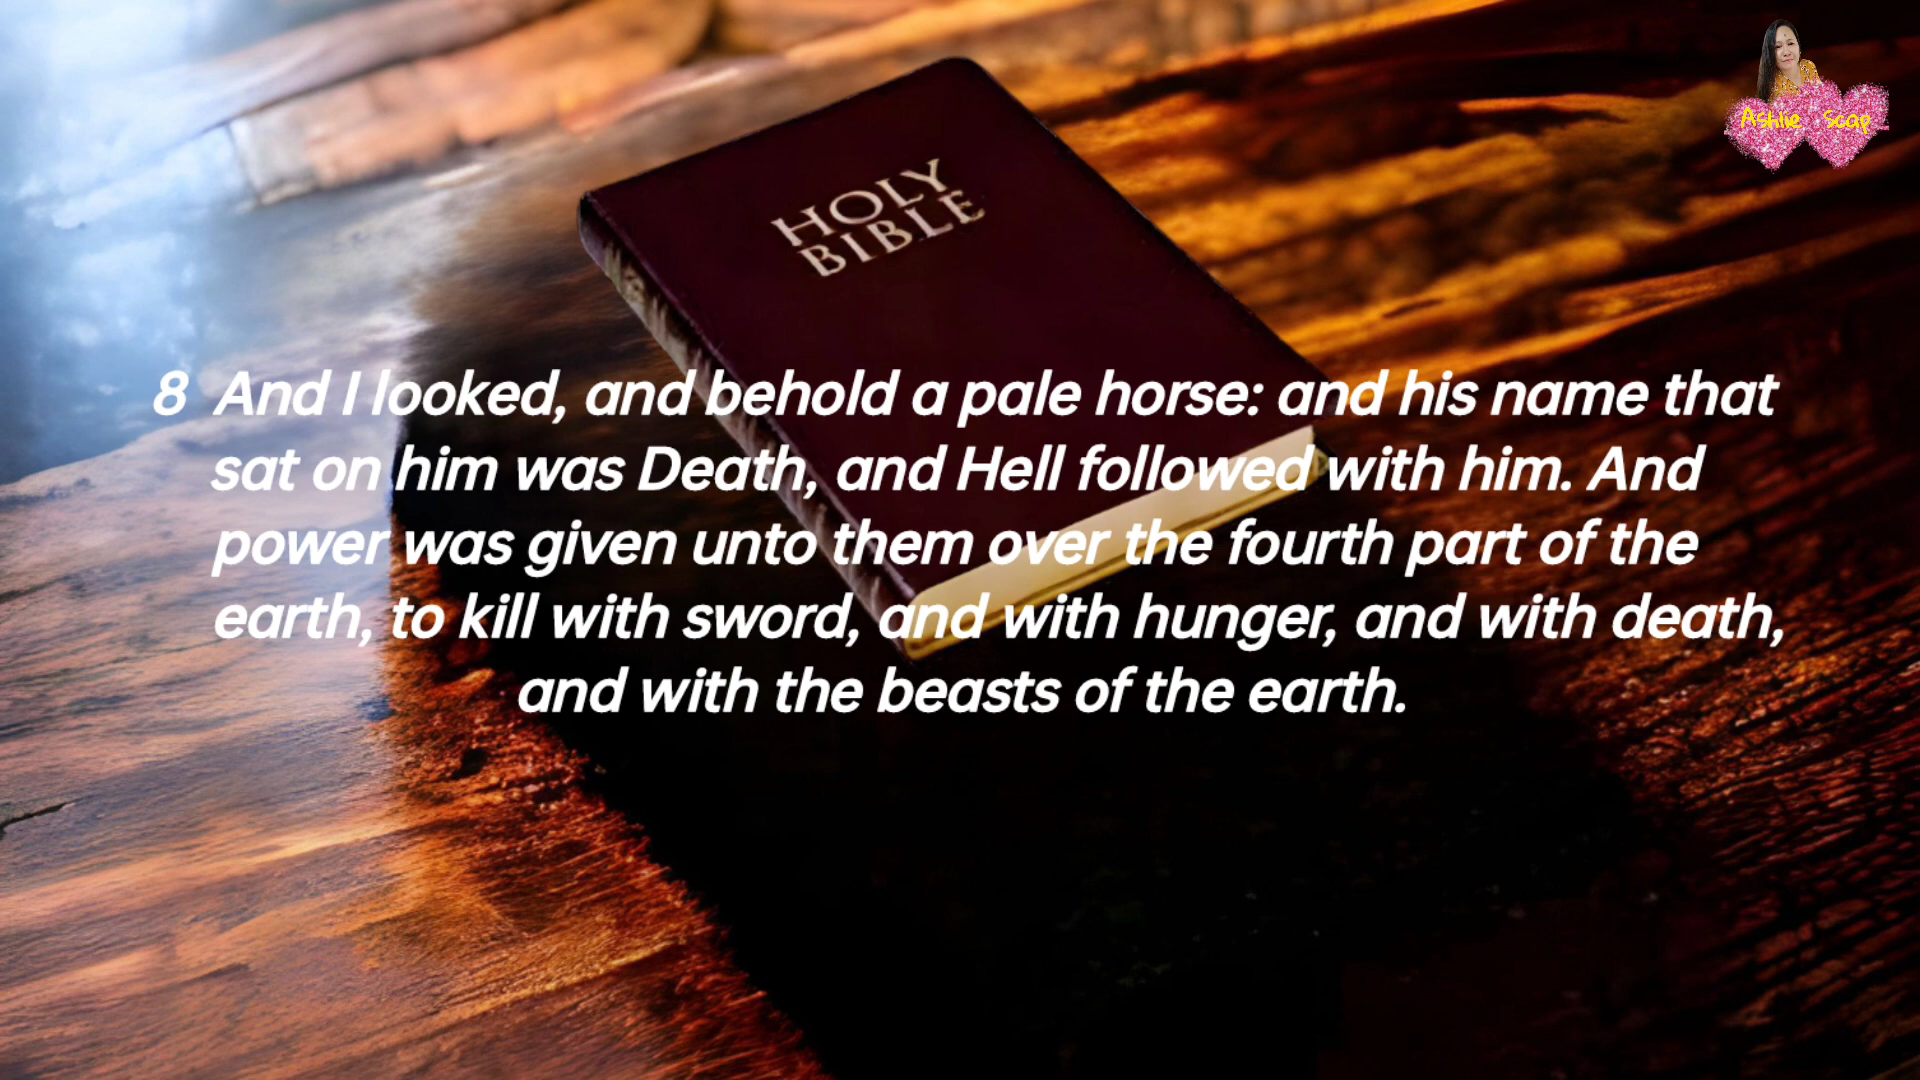 Ashlie Scap
HOLY
BIBLE
8 And I looked, and behold a pale horse: and his name that
sat on him was Death, and Hell followed with him. And
power was given unto them over the fourth part of the
earth, to kill with sword, and with hunger, and with death,
and with the beasts of the earth.